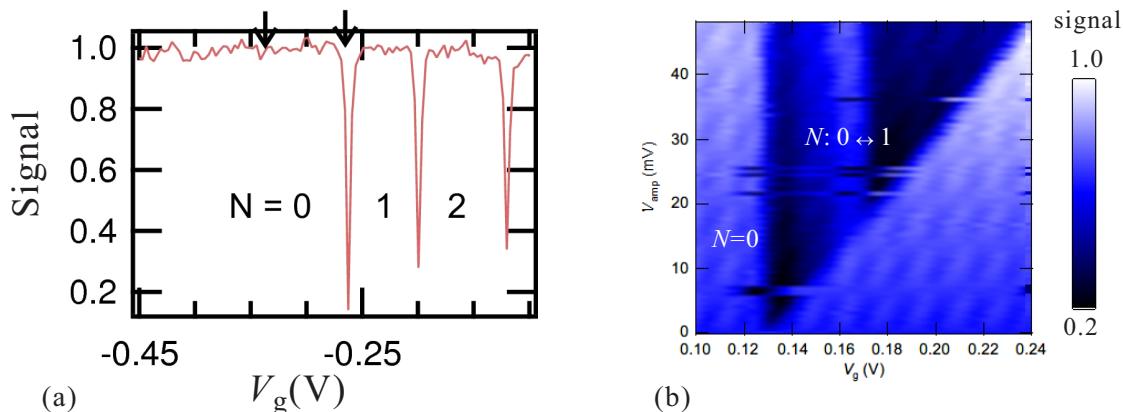 Signal
1.0
0.8
0.6
0.4
0.2
N = 0
1
2
-0.45
-0.25
(a)
Vg(V)
Vamp (mV)
40
30
20
10
0
N: 0 ↔ 1
N=0
0.10 0.12 0.14 0.16 0.18 0.20 0.22 0.24
Vg (V)
(b)
signal
1.0
0.2